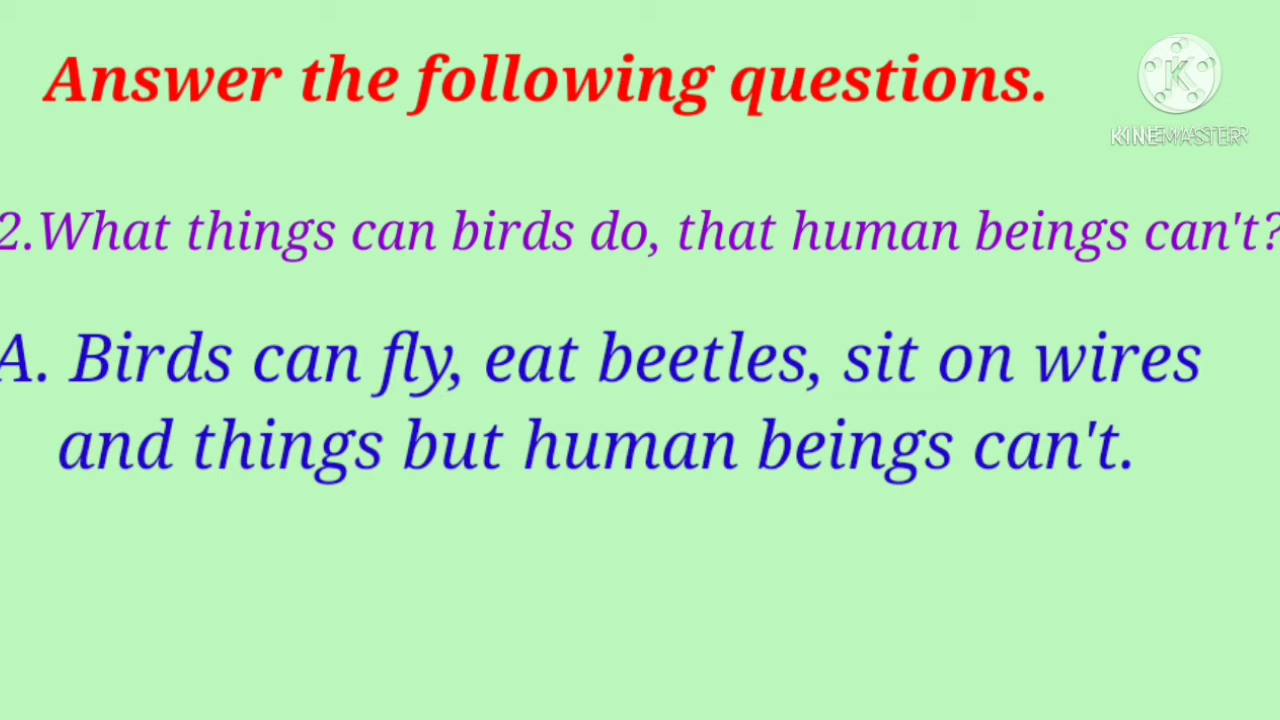 Answer the following questions.
K
KINEMASTER
2.What things can birds do, that human beings can't?
A. Birds can fly, eat beetles, sit on wires
and things but human beings can't.